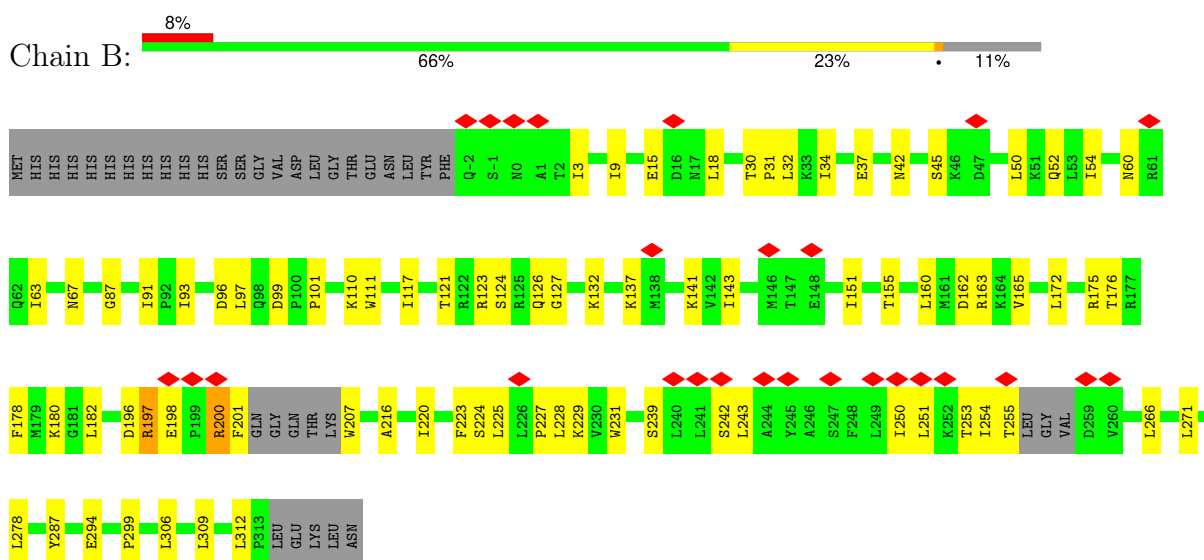 8%
Chain B:
66% 23% • 11%
MET HIS HIS HIS HIS HIS HIS HIS HIS HIS HIS SER SER GLY VAL ASP LEU GLY THR GLU ASN LEU TYR PHE Q-2 S-1 N0 A1 T2 I3 I9 E15 D16 N17 L18 T30 P31 L32 K33 I34 E37 N42 S45 K46 D47 L50 K51 Q52 L53 I54 N60 R61
Q62 I63 N67 G87 I91 P92 I93 D96 L97 Q98 D99 P100 P101 K110 W111 I117 T121 R122 R123 S124 R125 Q126 G127 K132 K137 M138 K141 V142 I143 M146 T147 E148 I151 T155 L160 M161 D162 R163 K164 V165 L172 R175 T176 R177
F178 M179 K180 G181 L182 D196 R197 E198 P199 R200 F201 GLN GLY GLN THR LYS W207 A216 I220 F223 S224 L225 L226 P227 L228 K229 V230 W231 S239 L240 L241 S242 L243 A244 Y245 A246 S247 F248 L249 I250 L251 K252 T253 I254 T255 LEU GLY VAL D259 V260 L266 L271
L278 Y287 E294 P299 L306 L309 L312 P313 LEU GLU LYS LEU ASN